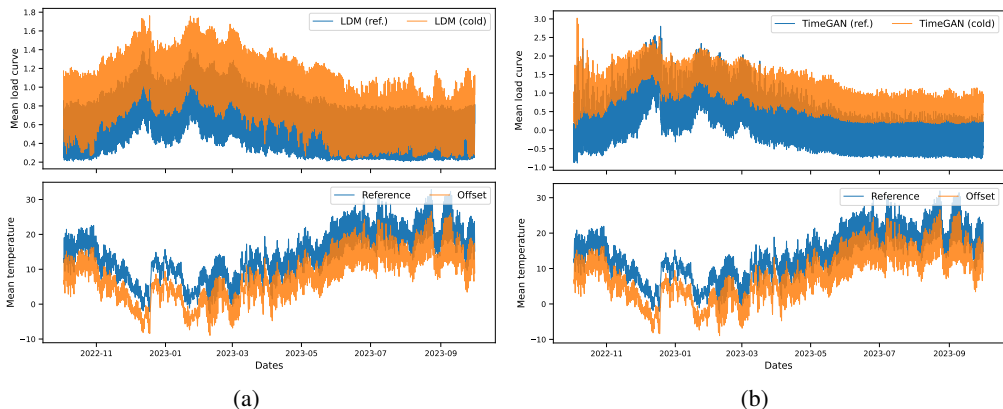 LDM (ref.) LDM (cold)
Mean load curve
1.8
1.6
1.4
1.2
1.0
0.8
0.6
0.4
0.2
Reference Offset
Mean temperature
30
20
10
0
−10
2022-11 2023-01 2023-03 2023-05 2023-07 2023-09
Dates
(a)
TimeGAN (ref.) TimeGAN (cold)
Mean load curve
3.0
2.5
2.0
1.5
1.0
0.5
0.0
−0.5
−1.0
Reference Offset
Mean temperature
30
20
10
0
−10
2022-11 2023-01 2023-03 2023-05 2023-07 2023-09
Dates
(b)